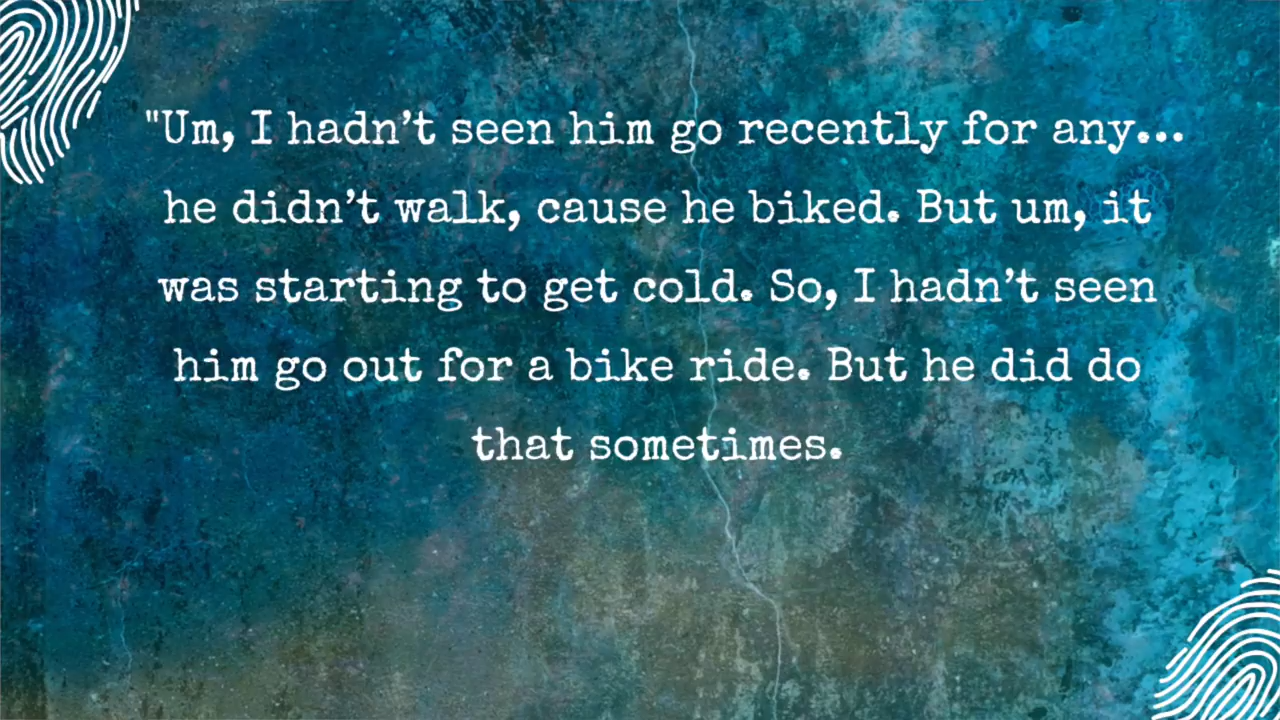 "Um, I hadn’t seen him go recently for any...
he didn’t walk, cause he biked. But um, it
was starting to get cold. So, I hadn’t seen
him go out for a bike ride. But he did do
that sometimes.